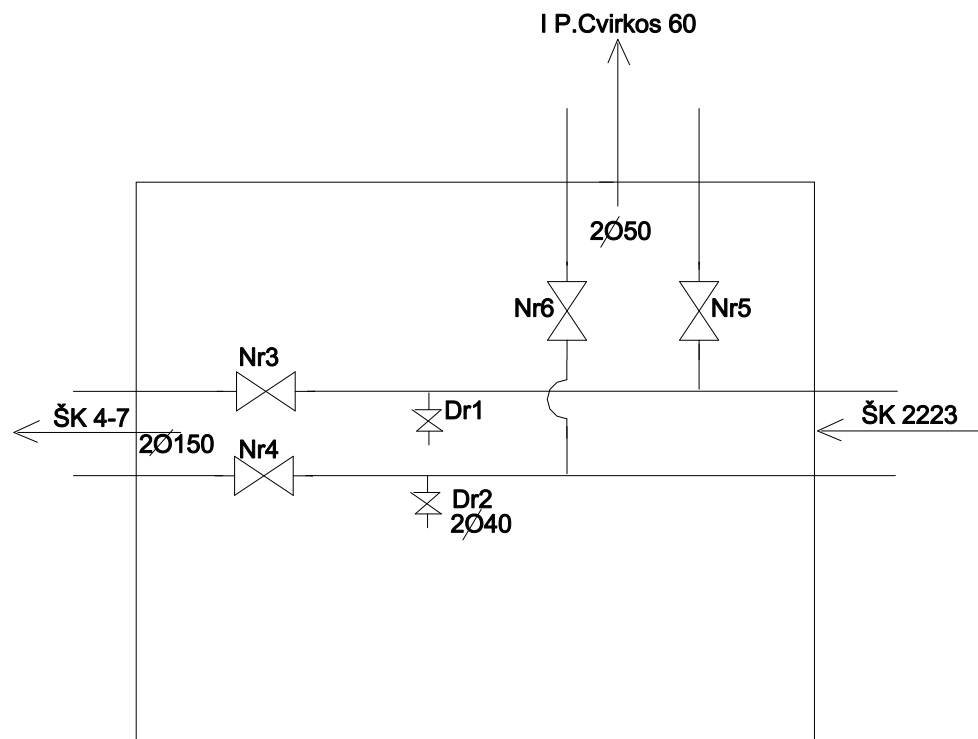 I P.Cvirkos 60
2Ø50
Nr6
Nr5
Nr3
Dr1
ŠK 4-7
ŠK 2223
2Ø150
Nr4
Dr2
2Ø40